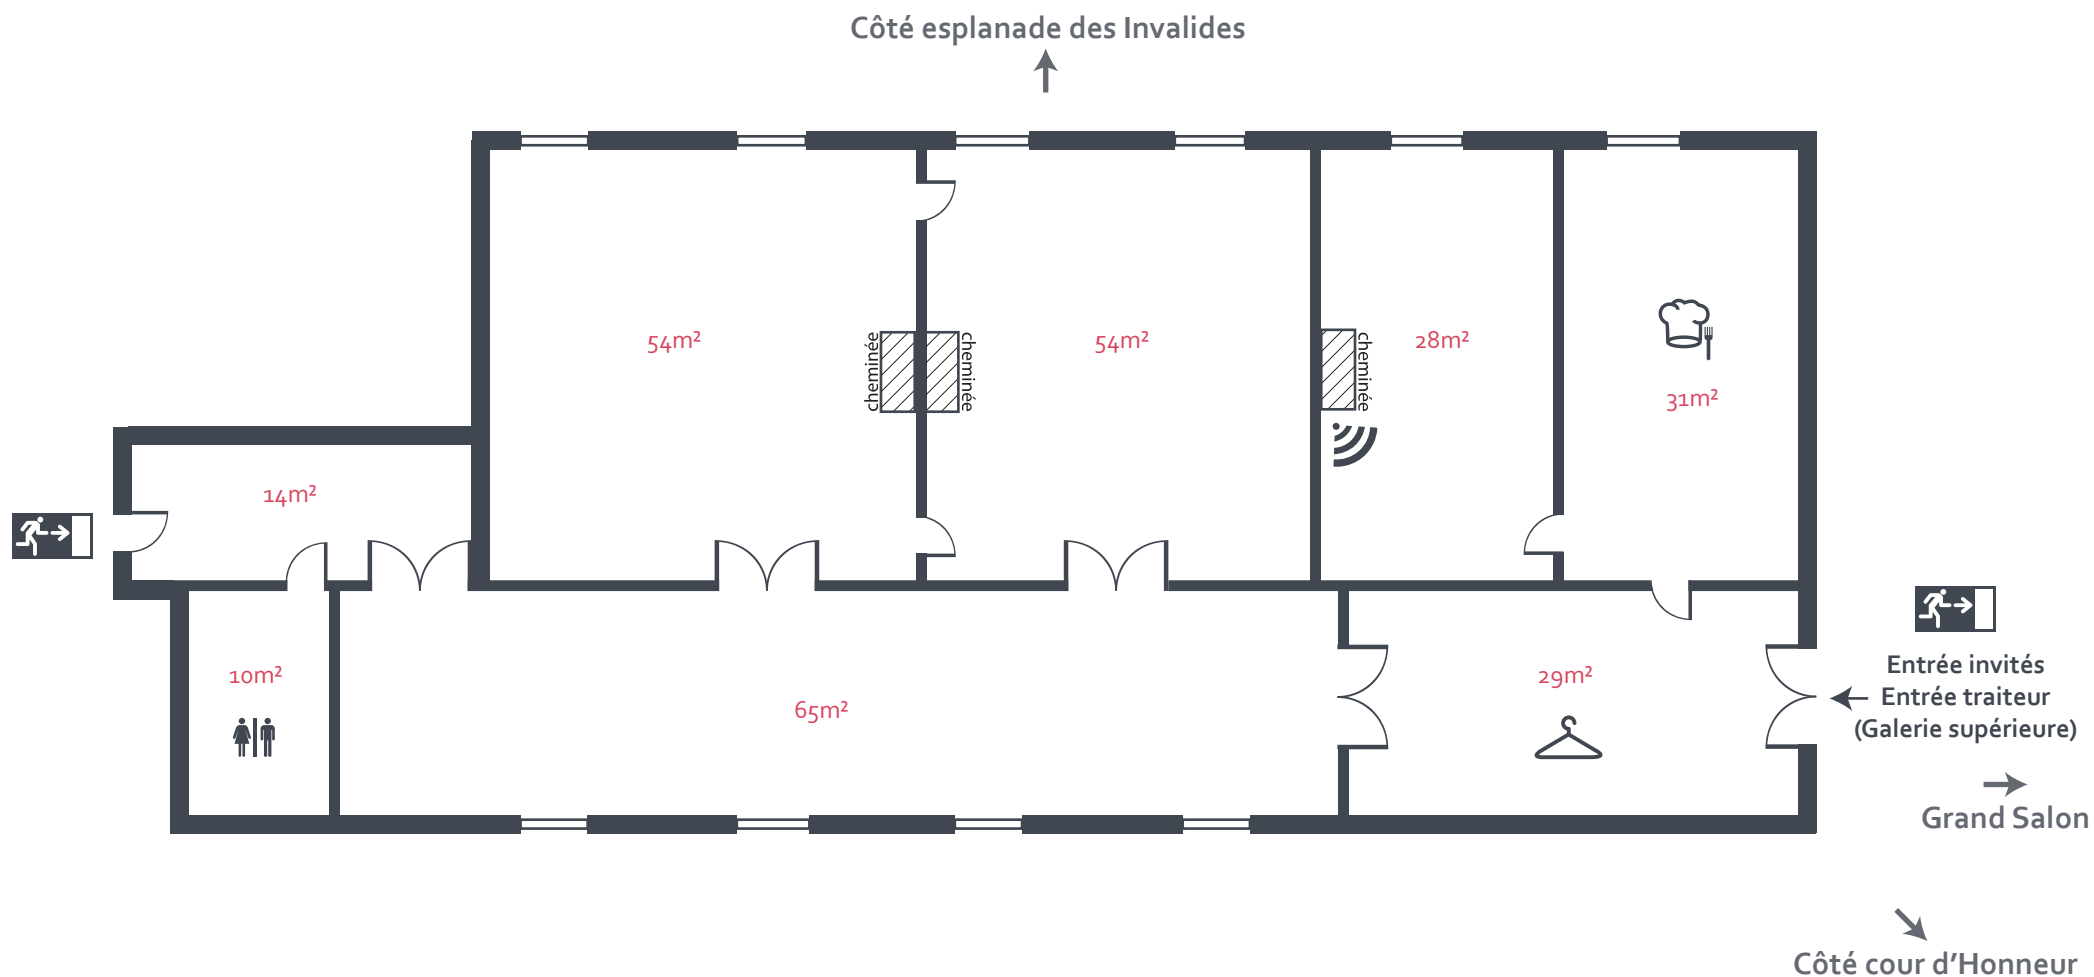 Côté esplanade des Invalides
54m²
cheminée
cheminée
54m²
cheminée
28m²
31m²
14m²
10m²
65m²
29m²
Entrée invités
Entrée traiteur
(Galerie supérieure)
Grand Salon
Côté cour d’Honneur